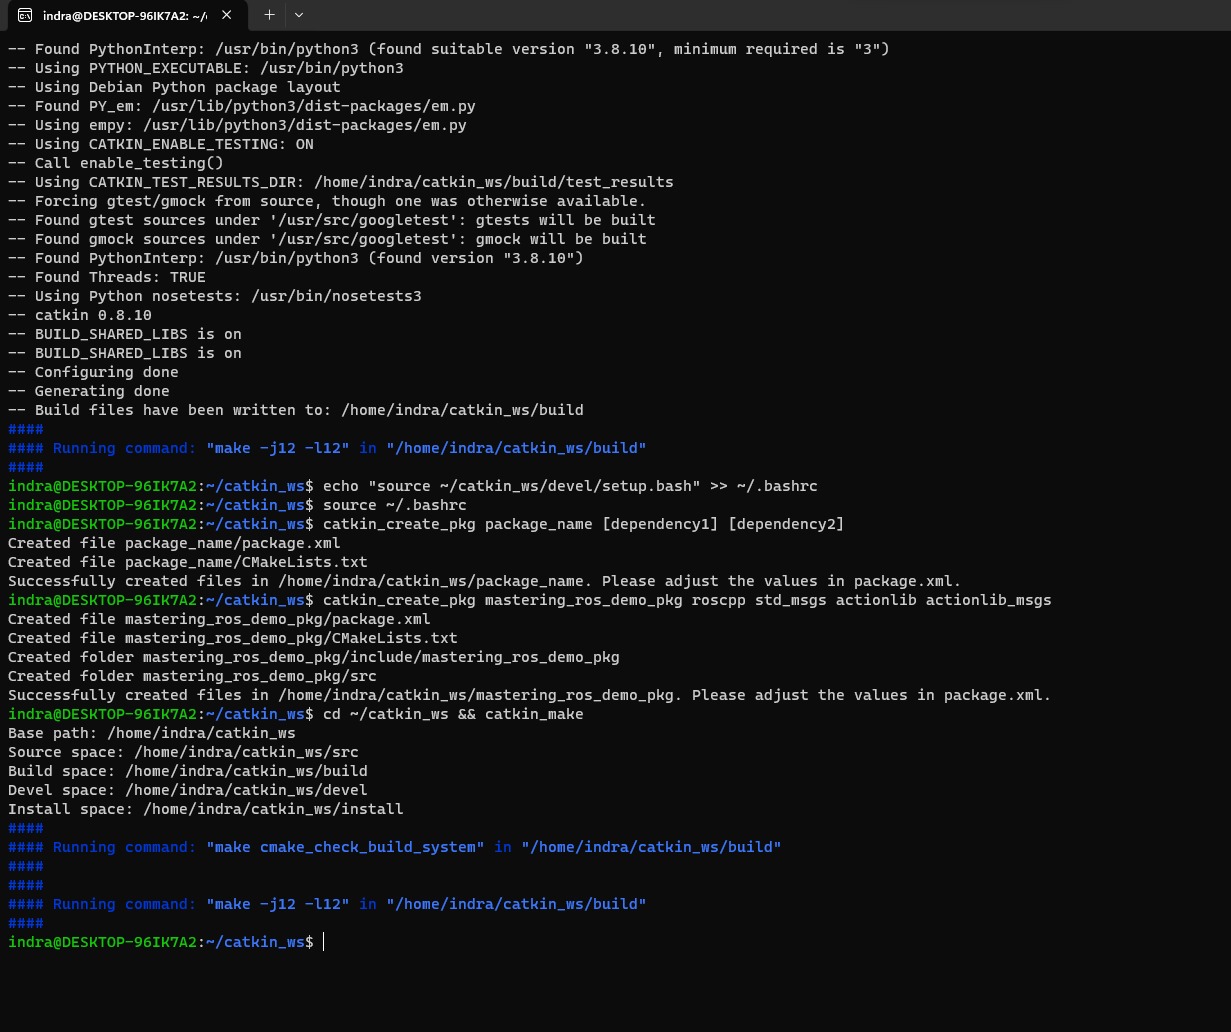 indra@DESKTOP-96IK7A2: ~/
-- Found PythonInterp: /usr/bin/python3 (found suitable version "3.8.10", minimum required is "3")
-- Using PYTHON_EXECUTABLE: /usr/bin/python3
-- Using Debian Python package layout
-- Found PY_em: /usr/lib/python3/dist-packages/em.py
-- Using empy: /usr/lib/python3/dist-packages/em.py
-- Using CATKIN_ENABLE_TESTING: ON
-- Call enable_testing()
-- Using CATKIN_TEST_RESULTS_DIR: /home/indra/catkin_ws/build/test_results
-- Forcing gtest/gmock from source, though one was otherwise available.
-- Found gtest sources under '/usr/src/googletest': gtests will be built
-- Found gmock sources under '/usr/src/googletest': gmock will be built
-- Found PythonInterp: /usr/bin/python3 (found version "3.8.10")
-- Found Threads: TRUE
-- Using Python nosetests: /usr/bin/nosetests3
-- catkin 0.8.10
-- BUILD_SHARED_LIBS is on
-- BUILD_SHARED_LIBS is on
-- Configuring done
-- Generating done
-- Build files have been written to: /home/indra/catkin_ws/build
####
#### Running command: "make -j12 -l12" in "/home/indra/catkin_ws/build"
####
indra@DESKTOP-96IK7A2:~/catkin_ws$ echo "source ~/catkin_ws/devel/setup.bash" >> ~/.bashrc
indra@DESKTOP-96IK7A2:~/catkin_ws$ source ~/.bashrc
indra@DESKTOP-96IK7A2:~/catkin_ws$ catkin_create_pkg package_name [dependency1] [dependency2]
Created file package_name/package.xml
Created file package_name/CMakeLists.txt
Successfully created files in /home/indra/catkin_ws/package_name. Please adjust the values in package.xml.
indra@DESKTOP-96IK7A2:~/catkin_ws$ catkin_create_pkg mastering_ros_demo_pkg roscpp std_msgs actionlib actionlib_msgs
Created file mastering_ros_demo_pkg/package.xml
Created file mastering_ros_demo_pkg/CMakeLists.txt
Created folder mastering_ros_demo_pkg/include/mastering_ros_demo_pkg
Created folder mastering_ros_demo_pkg/src
Successfully created files in /home/indra/catkin_ws/mastering_ros_demo_pkg. Please adjust the values in package.xml.
indra@DESKTOP-96IK7A2:~/catkin_ws$ cd ~/catkin_ws && catkin_make
Base path: /home/indra/catkin_ws
Source space: /home/indra/catkin_ws/src
Build space: /home/indra/catkin_ws/build
Devel space: /home/indra/catkin_ws/devel
Install space: /home/indra/catkin_ws/install
####
#### Running command: "make cmake_check_build_system" in "/home/indra/catkin_ws/build"
####
####
#### Running command: "make -j12 -l12" in "/home/indra/catkin_ws/build"
####
indra@DESKTOP-96IK7A2:~/catkin_ws$